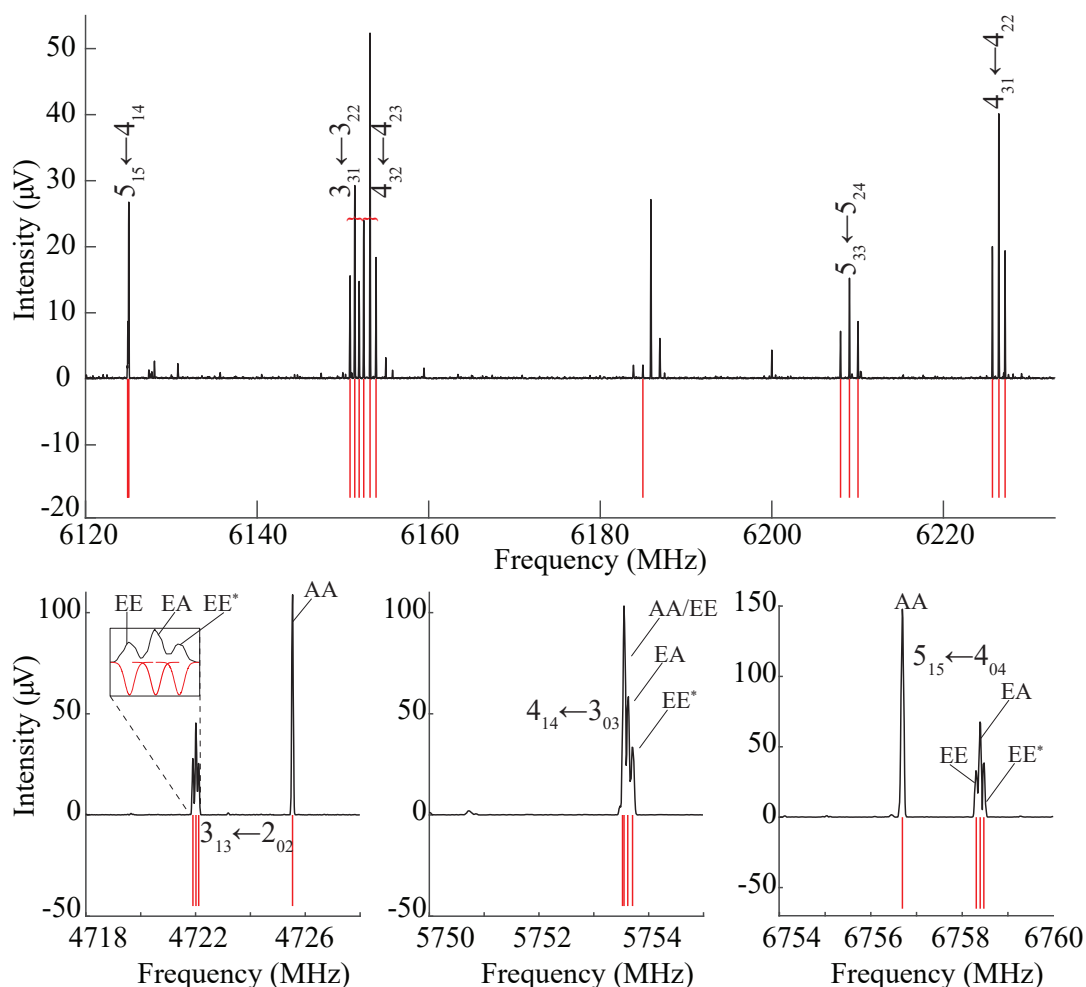 Intensity (µV)
50
40
30
20
10
0
-10
-20
5₁₅←4₁₄
3₃₁←3₂₂
4₃₂←4₂₃
5₃₃←5₂₄
4₃₁←4₂₂
6120 6140 6160 6180 6200 6220
Frequency (MHz)
Intensity (µV)
100
50
0
-50
EE EA EE*
AA
3₁₃←2₀₂
4718 4722 4726
Frequency (MHz)
100
50
0
-50
AA/EE
EA
EE*
4₁₄←3₀₃
5750 5752 5754
Frequency (MHz)
150
100
50
0
-50
AA
5₁₅←4₀₄
EA
EE EE*
6754 6756 6758 6760
Frequency (MHz)